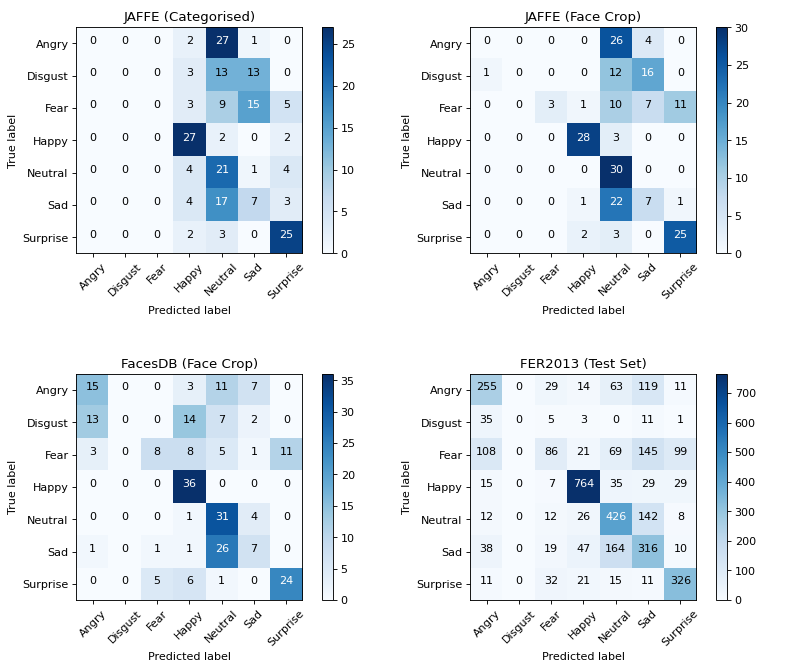 JAFFE (Categorised)
True label
Angry 0 0 0 2 27 1 0
Disgust 0 0 0 3 13 13 0
Fear 0 0 0 3 9 15 5
Happy 0 0 0 27 2 0 2
Neutral 0 0 0 4 21 1 4
Sad 0 0 0 4 17 7 3
Surprise 0 0 0 2 3 0 25
Angry Disgust Fear Happy Neutral Sad Surprise
Predicted label
25
20
15
10
5
0
JAFFE (Face Crop)
True label
Angry 0 0 0 0 26 4 0
Disgust 1 0 0 0 12 16 0
Fear 0 0 3 1 10 7 11
Happy 0 0 0 28 3 0 0
Neutral 0 0 0 0 30 0 0
Sad 0 0 0 1 22 7 1
Surprise 0 0 0 2 3 0 25
Angry Disgust Fear Happy Neutral Sad Surprise
Predicted label
30
25
20
15
10
5
0
FacesDB (Face Crop)
True label
Angry 15 0 0 3 11 7 0
Disgust 13 0 0 14 7 2 0
Fear 3 0 8 8 5 1 11
Happy 0 0 0 36 0 0 0
Neutral 0 0 0 1 31 4 0
Sad 1 0 1 1 26 7 0
Surprise 0 0 5 6 1 0 24
Angry Disgust Fear Happy Neutral Sad Surprise
Predicted label
35
30
25
20
15
10
5
0
FER2013 (Test Set)
True label
Angry 255 0 29 14 63 119 11
Disgust 35 0 5 3 0 11 1
Fear 108 0 86 21 69 145 99
Happy 15 0 7 764 35 29 29
Neutral 12 0 12 26 426 142 8
Sad 38 0 19 47 164 316 10
Surprise 11 0 32 21 15 11 326
Angry Disgust Fear Happy Neutral Sad Surprise
Predicted label
700
600
500
400
300
200
100
0